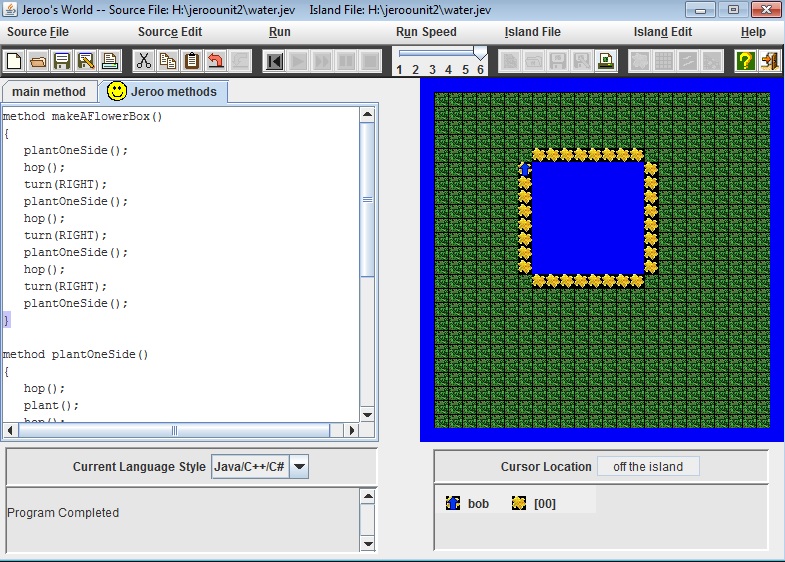 Jeroo's World -- Source File: H:\jeroounit2\water.jev    Island File: H:\jeroounit2\water.jev
Source File  Source Edit  Run  Run Speed  Island File  Island Edit  Help
1 2 3 4 5 6
main method  Jeroo methods
method makeAFlowerBox()
{
plantOneSide();
hop();
turn(RIGHT);
plantOneSide();
hop();
turn(RIGHT);
plantOneSide();
hop();
turn(RIGHT);
plantOneSide();
}
method plantOneSide()
{
hop();
plant();
hop();
Current Language Style  Java/C++/C#
Cursor Location  off the island
bob  [00]
Program Completed